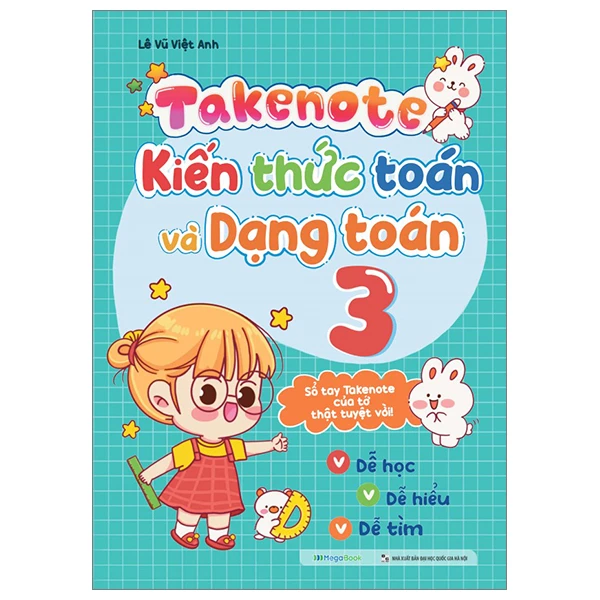 Lê Vũ Việt Anh
Takenote
Kiến thức toán
và Dạng toán
3
Sổ tay Takenote
của tớ
thật tuyệt vời!
Dễ học
Dễ hiểu
Dễ tìm
MegaBook
NHÀ XUẤT BẢN ĐẠI HỌC QUỐC GIA HÀ NỘI